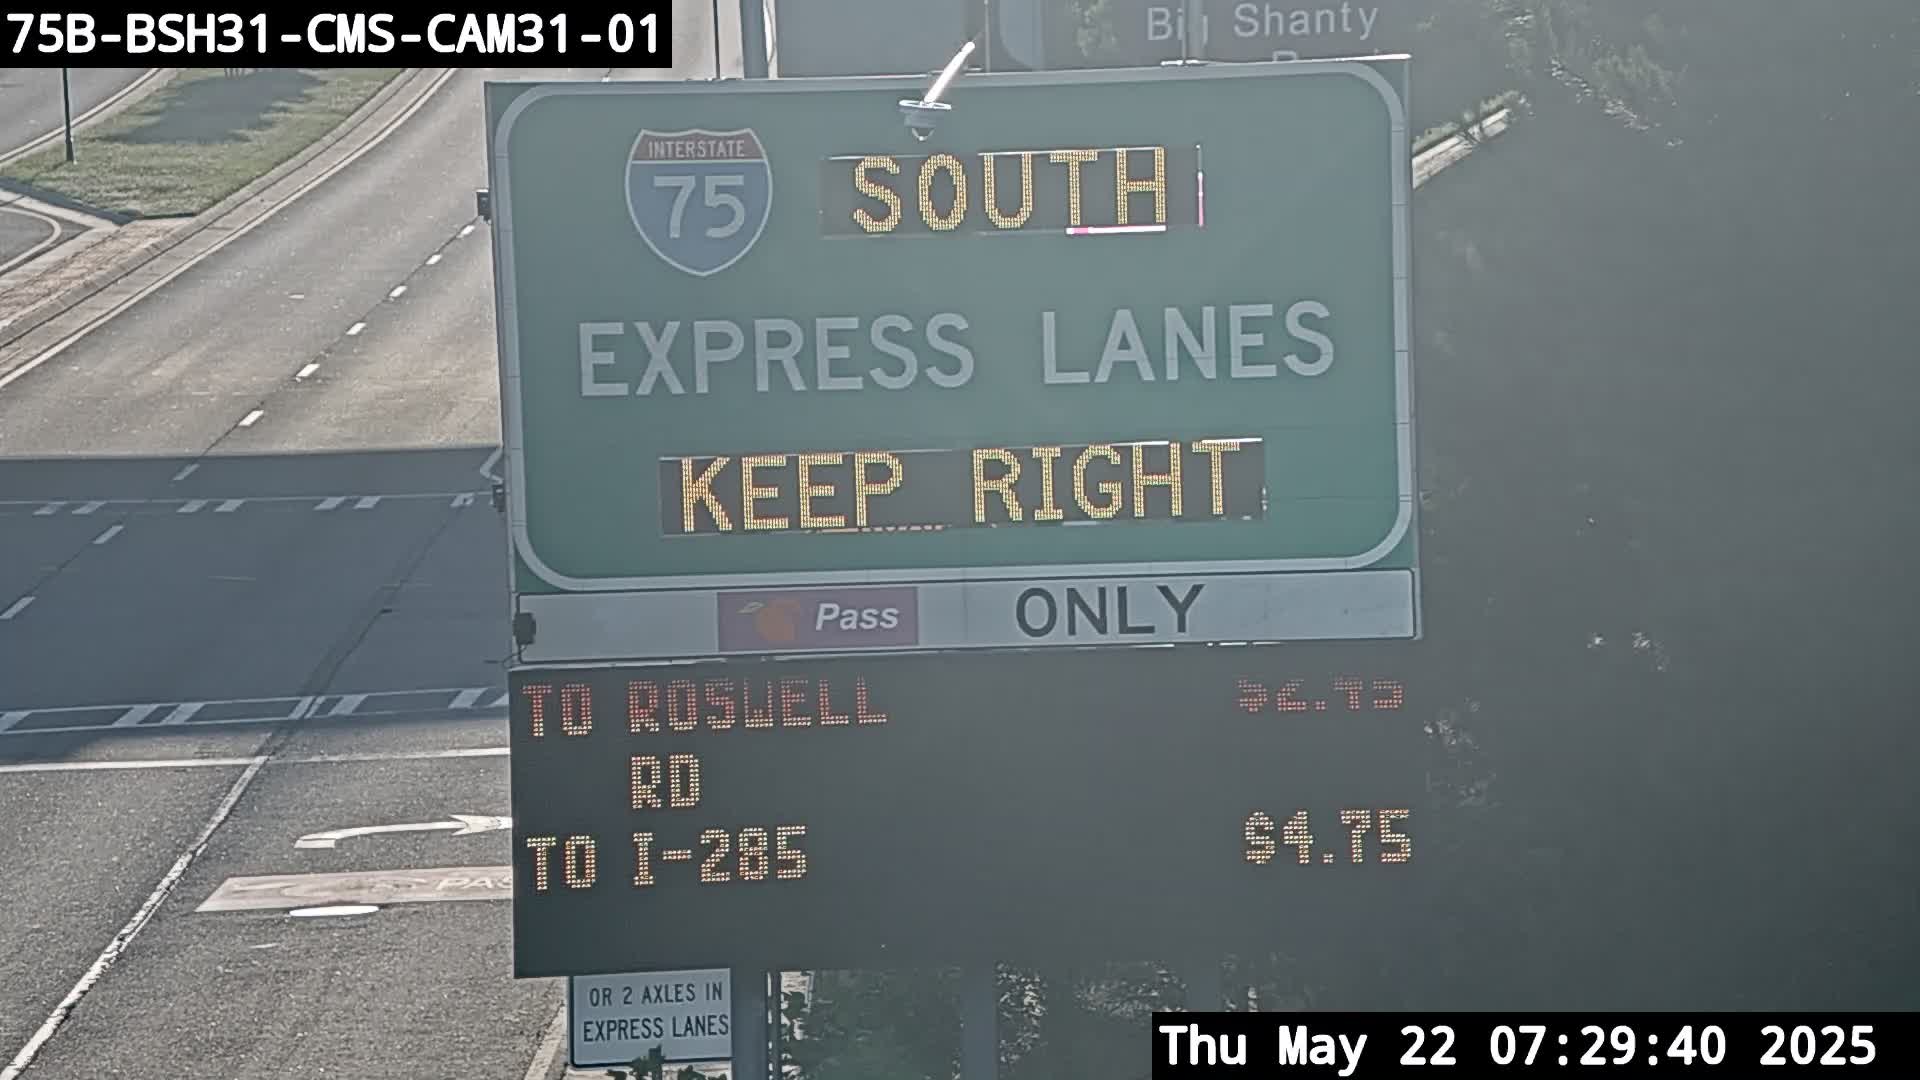 75B-BSH31-CMS-CAM31-01
Big Shanty
INTERSTATE
75
SOUTH
EXPRESS LANES
KEEP RIGHT
Pass ONLY
TO ROSWELL
RD
TO I-285 $4.75
OR 2 AXLES IN
EXPRESS LANES
Thu May 22 07:29:40 2025